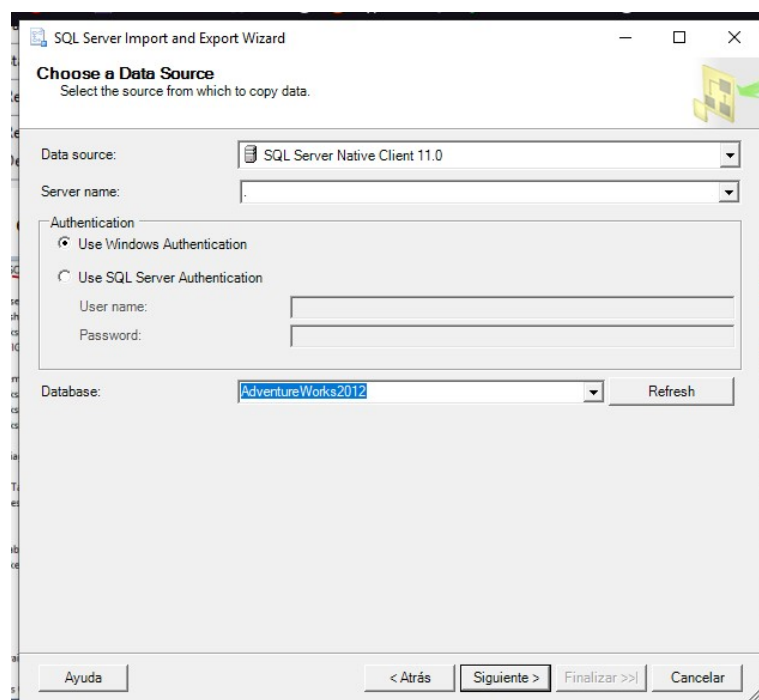 SQL Server Import and Export Wizard
Choose a Data Source
Select the source from which to copy data.
Data source:
SQL Server Native Client 11.0
Server name:
.
Authentication
Use Windows Authentication
Use SQL Server Authentication
User name:
Password:
Database:
AdventureWorks2012
Refresh
Ayuda
< Atrás
Siguiente >
Finalizar >>|
Cancelar